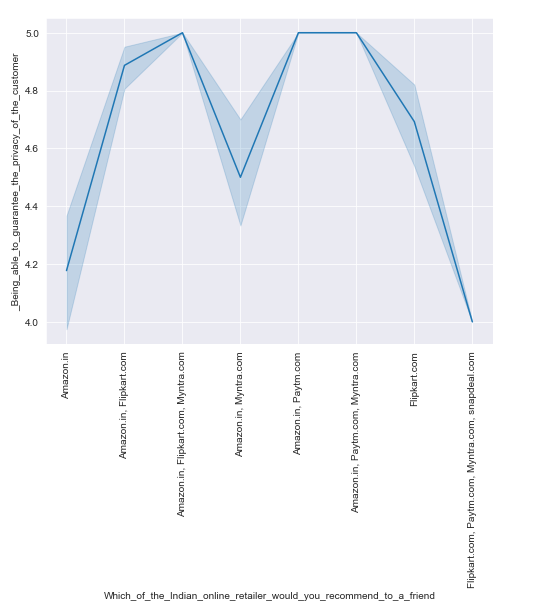 _Being_able_to_guarantee_the_privacy_of_the_customer
5.0
4.8
4.6
4.4
4.2
4.0
Amazon.in
Amazon.in, Flipkart.com
Amazon.in, Flipkart.com, Myntra.com
Amazon.in, Myntra.com
Amazon.in, Paytm.com
Amazon.in, Paytm.com, Myntra.com
Flipkart.com
Flipkart.com, Paytm.com, Myntra.com, snapdeal.com
Which_of_the_Indian_online_retailer_would_you_recommend_to_a_friend